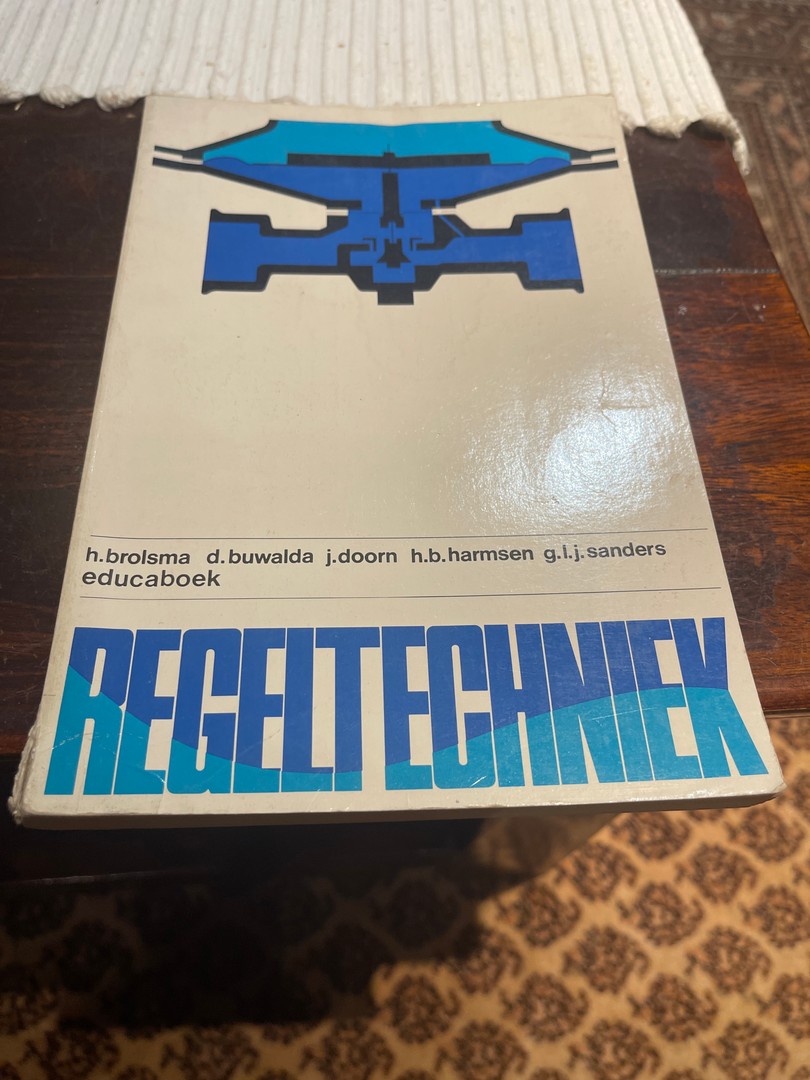 h.brolsma d.buwalda j.doorn h.b.harmsen g.l.j.sanders
educaboek
REGELTECHNIEK